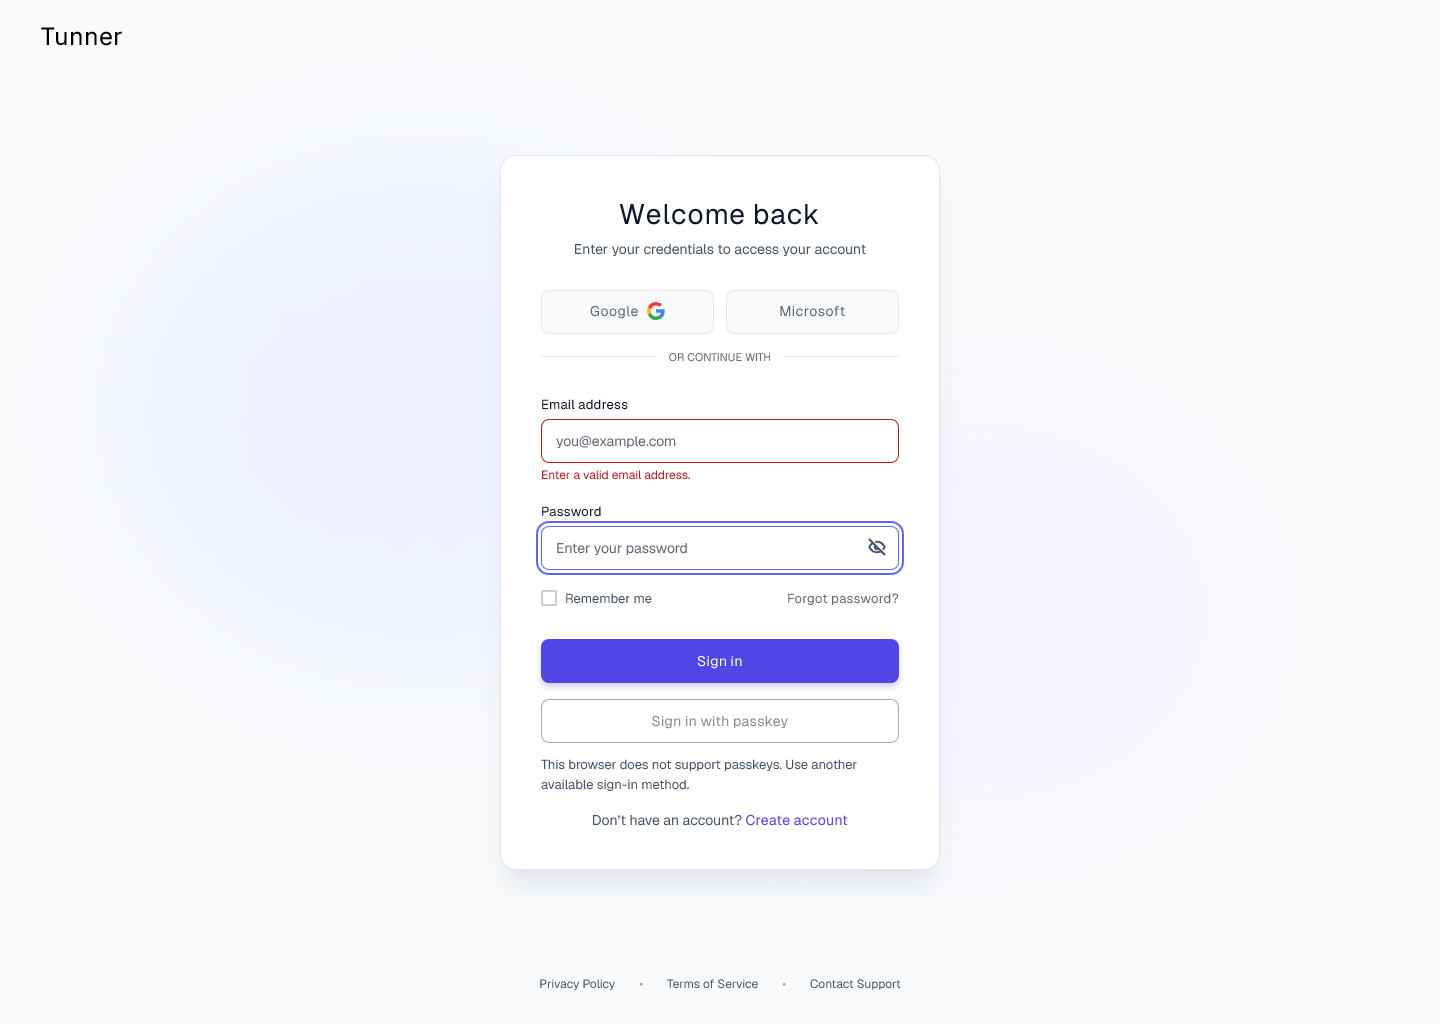 Tunner
Welcome back
Enter your credentials to access your account
Google
Microsoft
OR CONTINUE WITH
Email address
you@example.com
Enter a valid email address.
Password
Enter your password
Remember me
Forgot password?
Sign in
Sign in with passkey
This browser does not support passkeys. Use another
available sign-in method.
Don’t have an account? Create account
Privacy Policy • Terms of Service • Contact Support